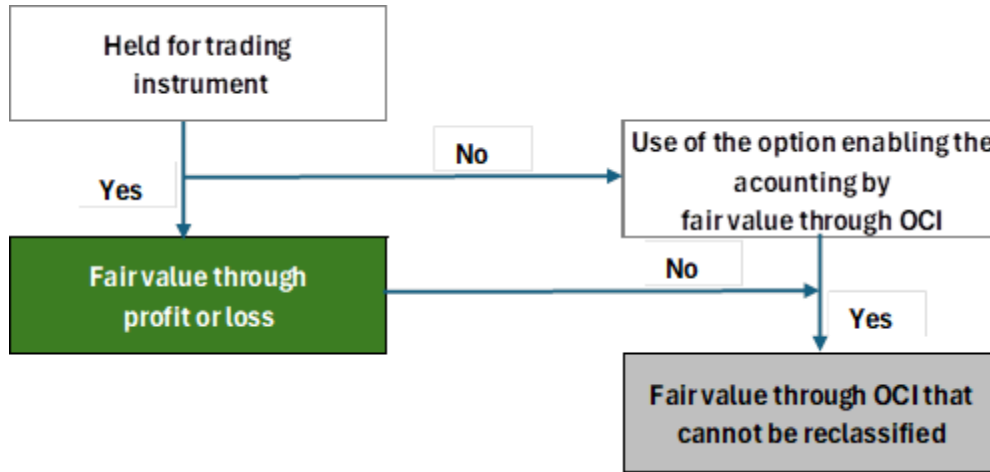 Held for trading
instrument
No
Use of the option enabling the
acounting by
fair value through OCI
Yes
Fair value through
profit or loss
No
Yes
Fair value through OCI that
cannot be reclassified